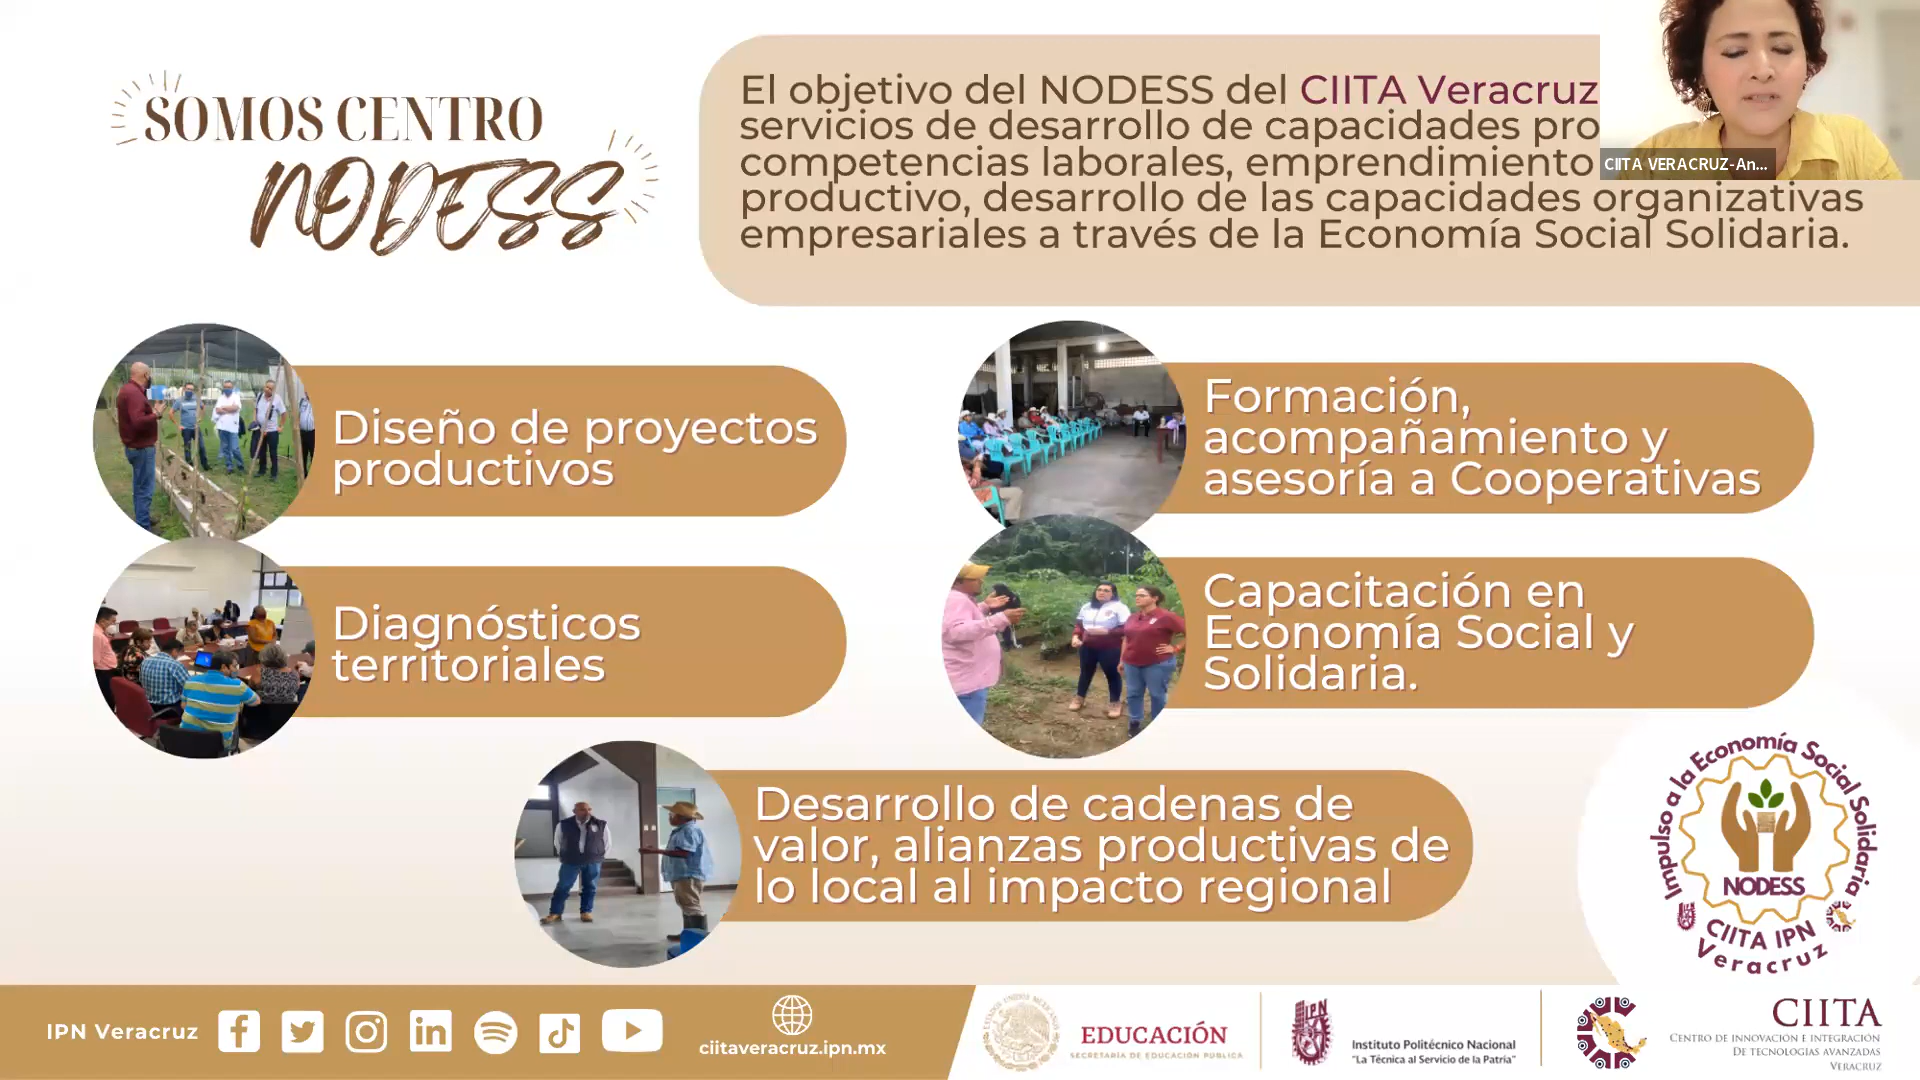 SOMOS CENTRO
NODESS
El objetivo del NODESS del CIITA Veracruz
servicios de desarrollo de capacidades pro
competencias laborales, emprendimiento
productivo, desarrollo de las capacidades organizativas
empresariales a través de la Economía Social Solidaria.
CIITA VERACRUZ-An...
Diseño de proyectos
productivos
Formación,
acompañamiento y
asesoría a Cooperativas
Diagnósticos
territoriales
Capacitación en
Economía Social y
Solidaria.
Desarrollo de cadenas de
valor, alianzas productivas de
lo local al impacto regional
Impulso a la Economía Social Solidaria
NODESS
CIITA IPN
Veracruz
IPN Veracruz
ciitaveracruz.ipn.mx
ESTADOS UNIDOS MEXICANOS
EDUCACIÓN
SECRETARÍA DE EDUCACIÓN PÚBLICA
IPN
Instituto Politécnico Nacional
"La Técnica al Servicio de la Patria"
CIITA
CENTRO DE INNOVACIÓN E INTEGRACIÓN
DE TECNOLOGÍAS AVANZADAS
VERACRUZ